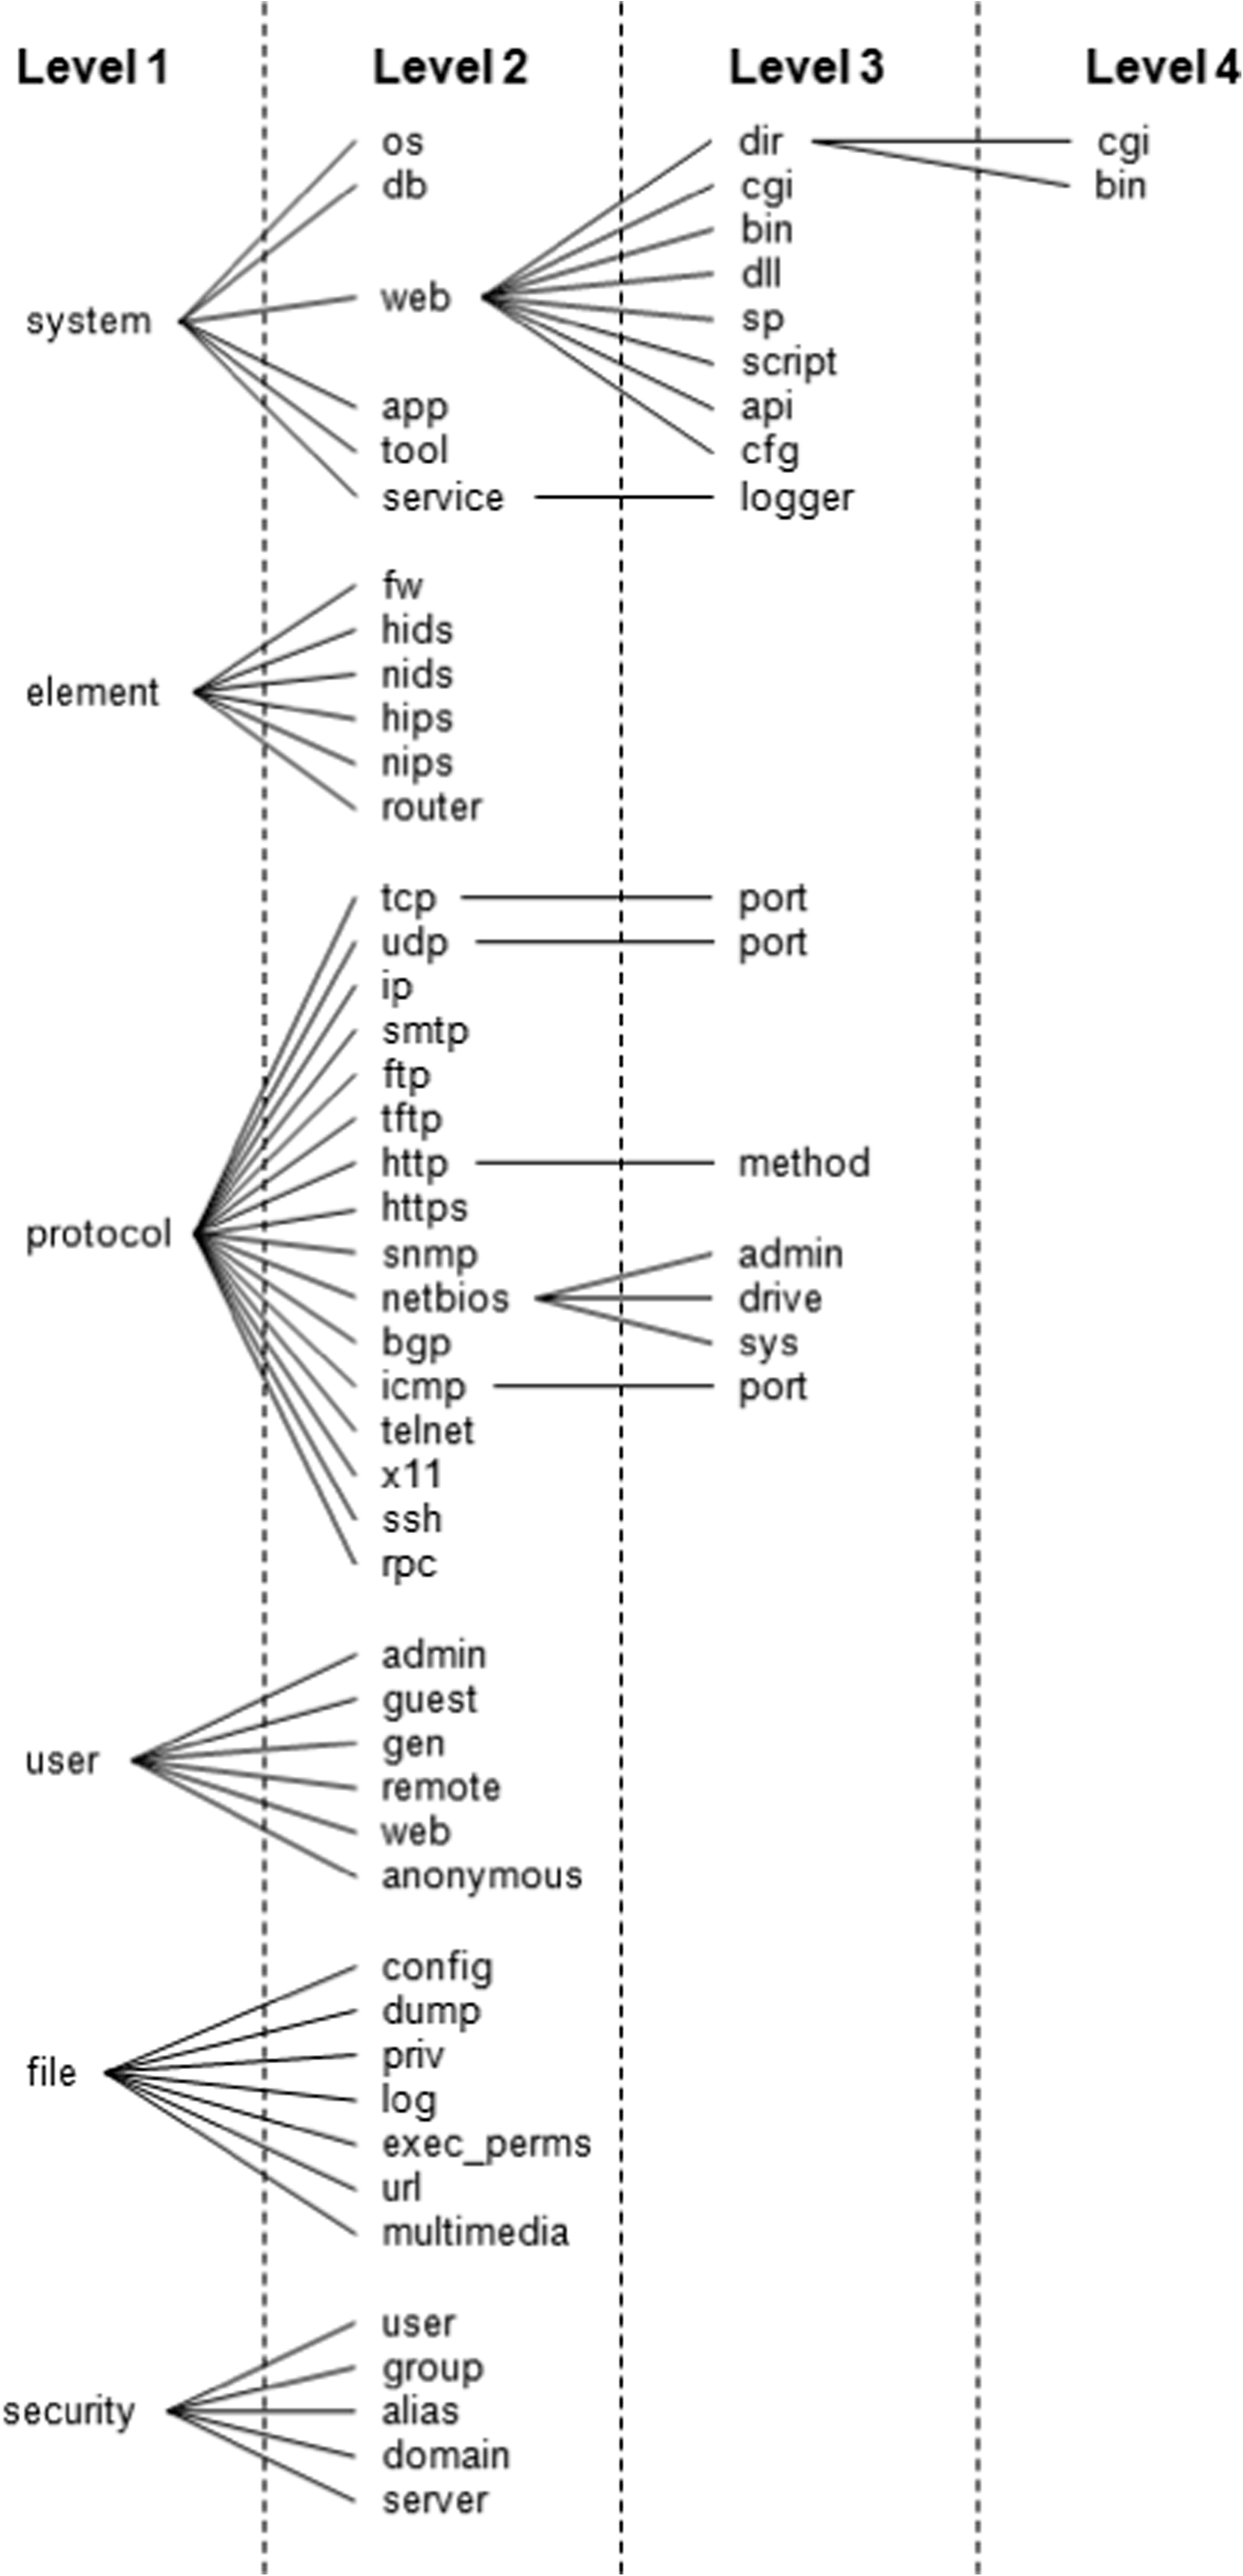 Level 1 Level 2 Level 3 Level 4
os dir cgi
db cgi bin
bin
dll
web
system sp
script
app api
tool cfg
service logger
fw
hids
nids
element
hips
nips
router
tcp port
udp port
ip
smtp
ftp
tftp
http method
https
protocol
snmp admin
netbios drive
bgp sys
icmp port
telnet
x11
ssh
rpc
admin
guest
gen
user
remote
web
anonymous
config
dump
priv
file
log
exec_perms
url
multimedia
user
group
security alias
domain
server